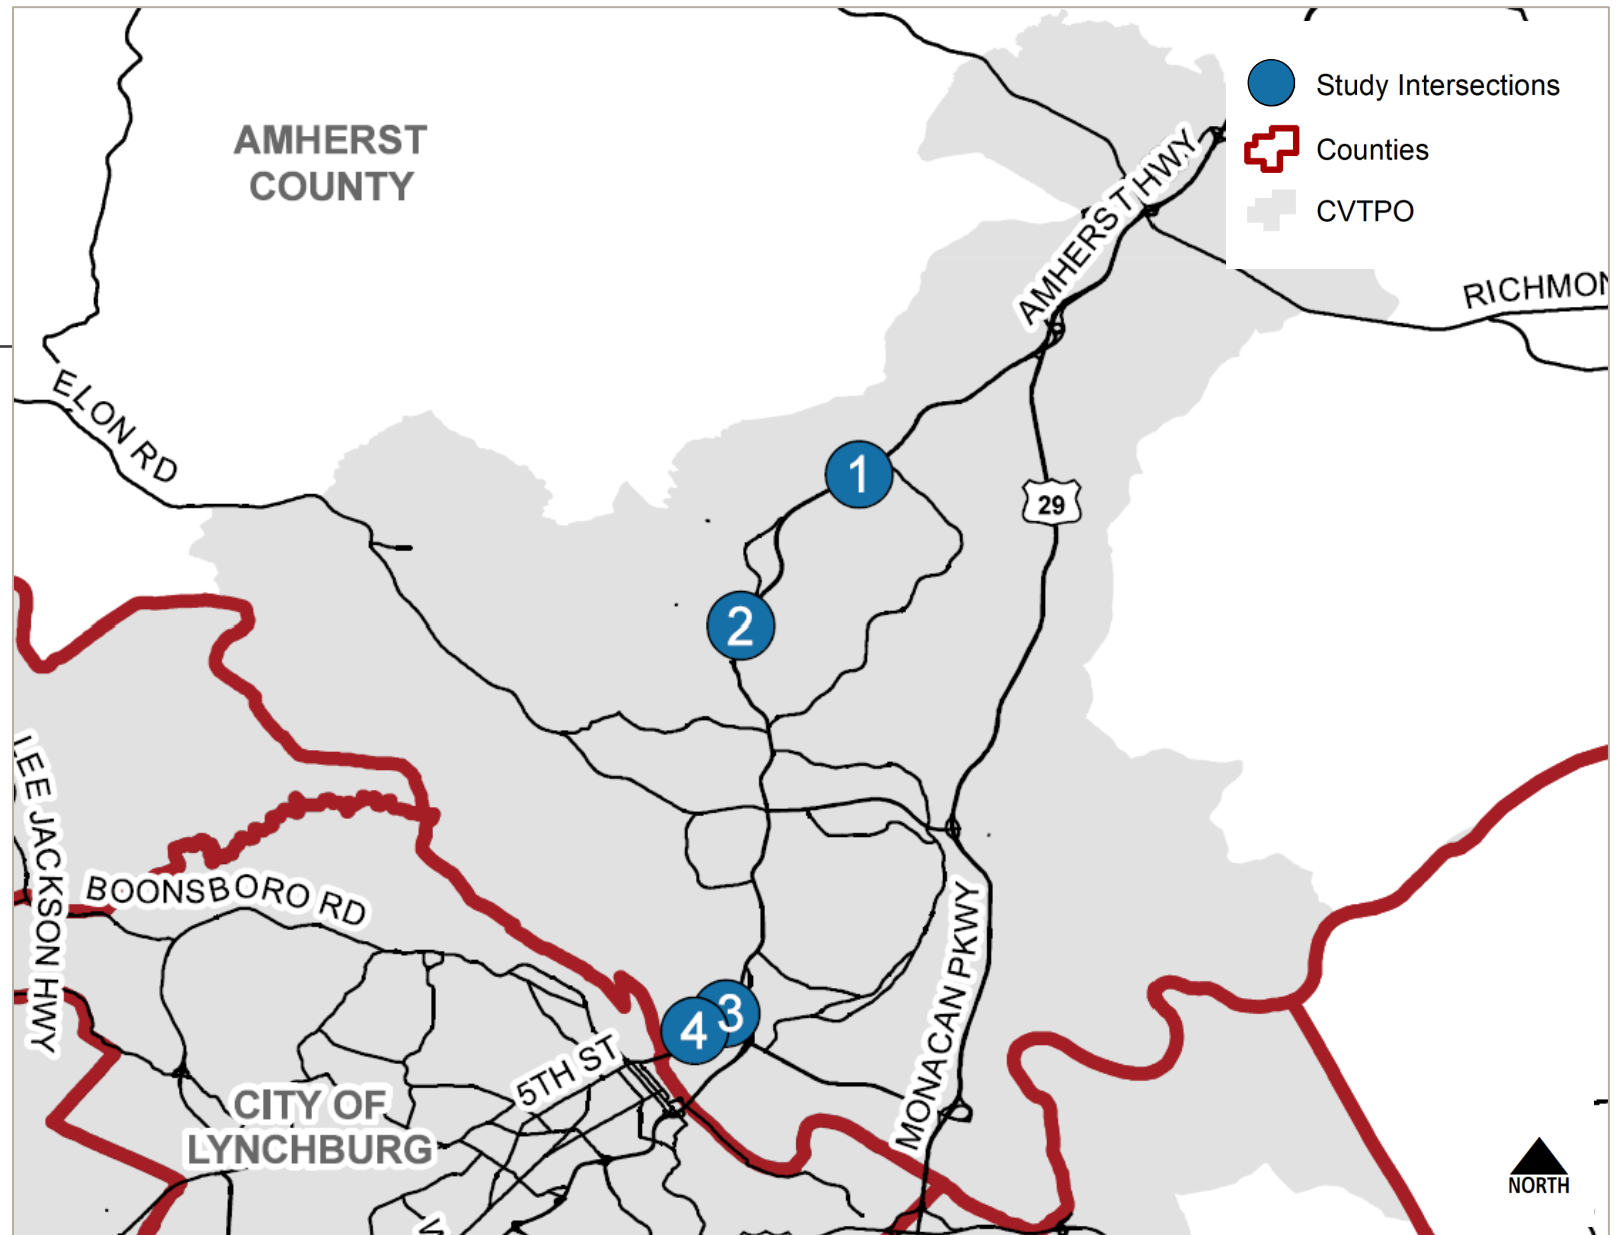 Study Intersections
Counties
CVTPO
AMHERST
COUNTY
AMHERST HWY
RICHMON
ELON RD
1
29
2
LEE JACKSON HWY
BOONSBORO RD
3
4
MONACAN PKWY
5TH ST
CITY OF
LYNCHBURG
NORTH